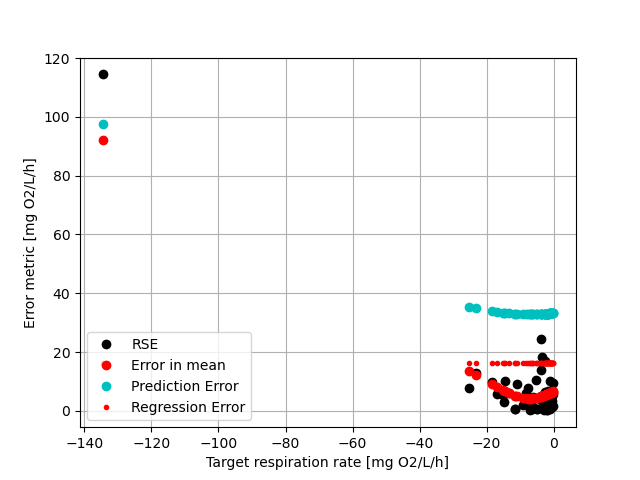 120
100
80
60
40
20
0
Error metric [mg O2/L/h]
RSE
Error in mean
Prediction Error
Regression Error
−140 −120 −100 −80 −60 −40 −20 0
Target respiration rate [mg O2/L/h]